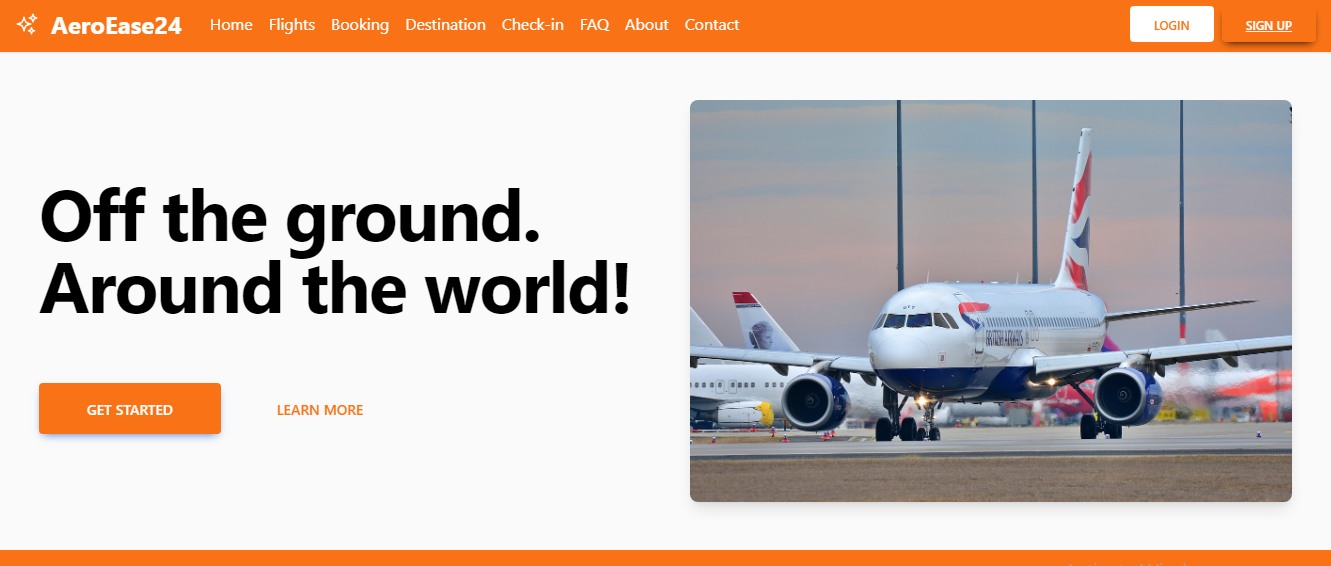 AeroEase24 Home Flights Booking Destination Check-in FAQ About Contact LOGIN SIGN UP
Off the ground.
Around the world!
GET STARTED LEARN MORE
BRITISH AIRWAYS